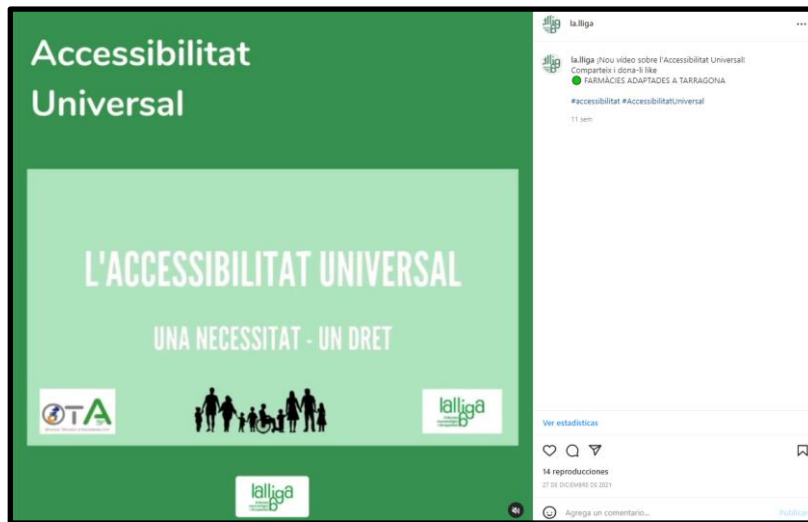 Accessibilitat
Universal
L'ACCESSIBILITAT UNIVERSAL
UNA NECESSITAT - UN DRET
OTA
lalliga
lalliga
la.lliga
la.lliga ¡Nou vídeo sobre l'Accessibilitat Universal!
Comparteix i dona-li like
FARMÀCIES ADAPTADES A TARRAGONA
#accessibilitat #AccessibilitatUniversal
11 sem
Ver estadísticas
14 reproducciones
27 DE DICIEMBRE DE 2021
Agrega un comentario...
Publicar